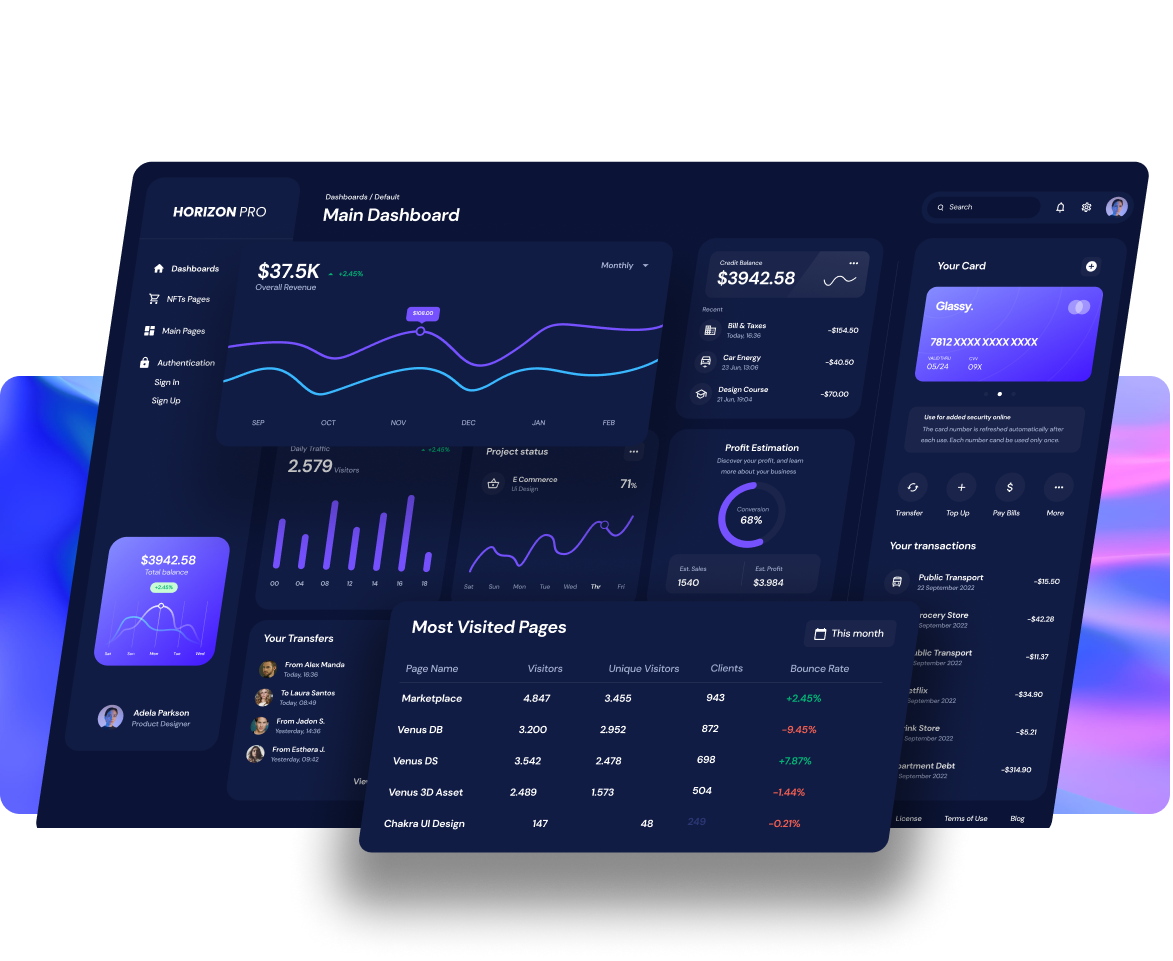 HORIZON PRO
Dashboards / Default
Main Dashboard
Search
Dashboards
NFTs Pages
Main Pages
Authentication
Sign In
Sign Up
$37.5K
+2.45%
Overall Revenue
Monthly
$108.00
SEP OCT NOV DEC JAN FEB
Credit Balance
$3942.58
Recent
Bill & Taxes
Today, 16:36
-$154.50
Car Energy
23 Jun, 13:06
-$40.50
Design Course
21 Jun, 19:04
-$70.00
Your Card
Glassy.
7812 XXXX XXXX XXXX
VALID THRU CVV
05/24 09X
Use for added security online
The card number is refreshed automatically after
each use. Each number cand be used only once.
Transfer Top Up Pay Bills More
Daily Traffic
+2.45%
2.579 Visitors
00 04 08 12 14 16 18
Project status
E Commerce
Ui Design
71%
Sat Sun Mon Tue Wed Thr Fri
Profit Estimation
Discover your profit, and learn
more about your business
Conversion
68%
Est. Sales
1540
Est. Profit
$3.984
$3942.58
Total balance
+2.45%
Sat Sun Mon Tue Wed
Adela Parkson
Product Designer
Your Transfers
From Alex Manda
Today, 16:36
To Laura Santos
Today, 08:49
From Jadon S.
Yesterday, 14:36
From Esthera J.
Yesterday, 09:42
Your transactions
Public Transport
22 September 2022
-$15.50
rocery Store
September 2022
-$42.28
blic Transport
September 2022
-$11.37
etflix
September 2022
-$34.90
rink Store
September 2022
-$5.21
partment Debt
September 2022
-$314.90
Most Visited Pages
This month
Page Name Visitors Unique Visitors Clients Bounce Rate
Marketplace 4.847 3.455 943 +2.45%
Venus DB 3.200 2.952 872 -9.45%
Venus DS 3.542 2.478 698 +7.87%
Venus 3D Asset 2.489 1.573 504 -1.44%
Chakra UI Design 147 48 249 -0.21%
License Terms of Use Blog